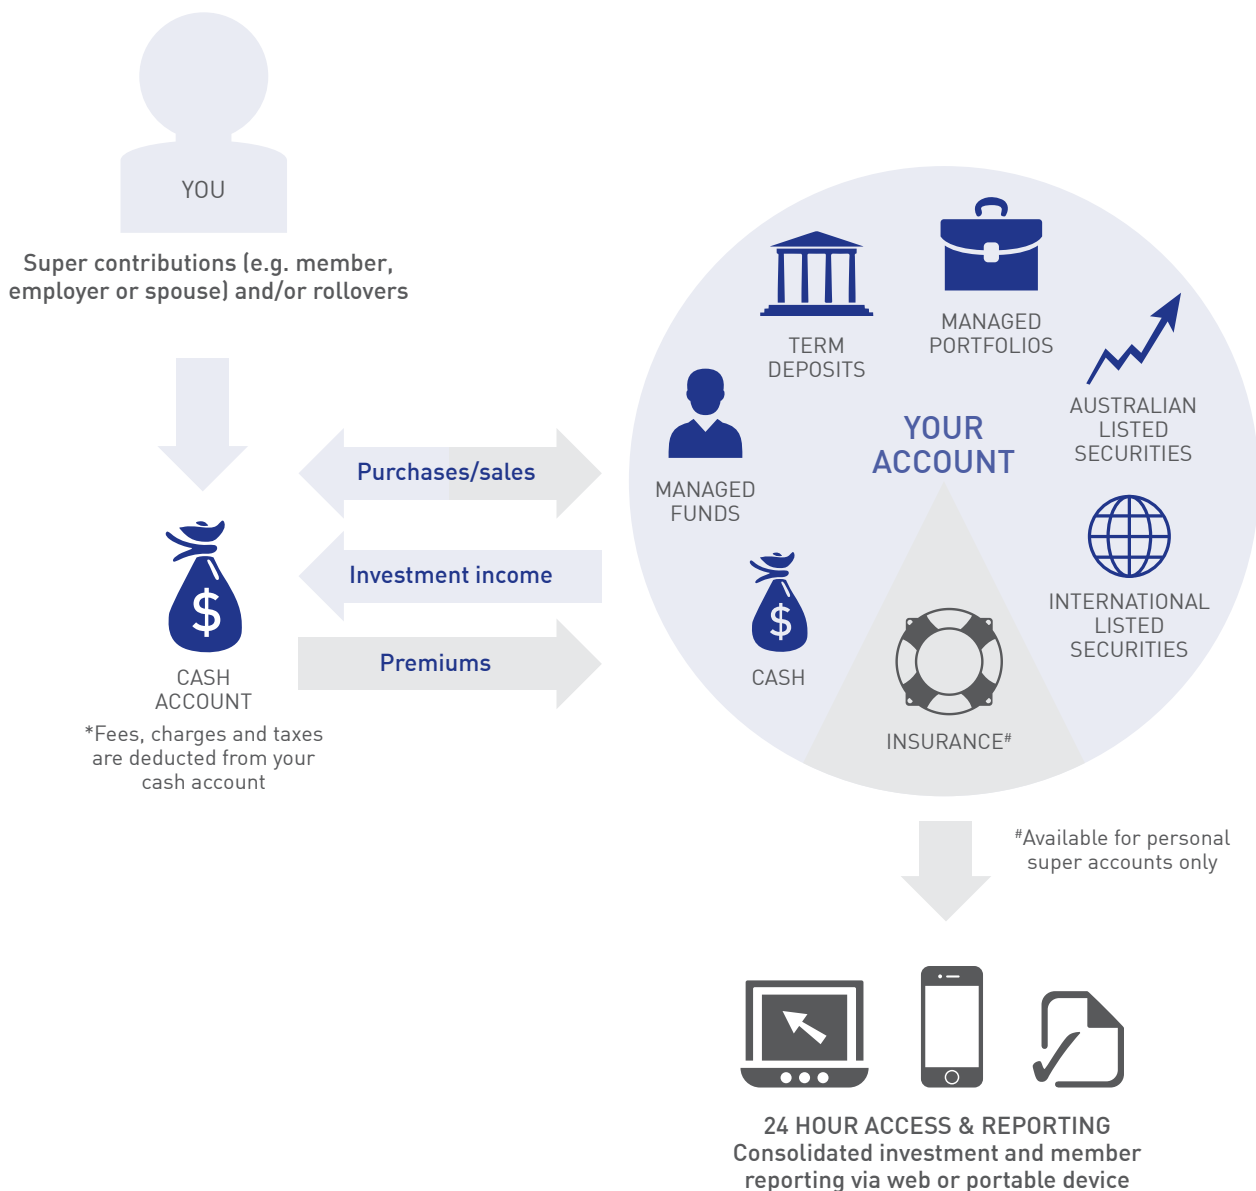 YOU
Super contributions (e.g. member,
employer or spouse) and/or rollovers
Purchases/sales
Investment income
Premiums
$
CASH
ACCOUNT
*Fees, charges and taxes
are deducted from your
cash account
YOUR
ACCOUNT
MANAGED
FUNDS
TERM
DEPOSITS
MANAGED
PORTFOLIOS
AUSTRALIAN
LISTED
SECURITIES
INTERNATIONAL
LISTED
SECURITIES
$
CASH
INSURANCE#
#Available for personal
super accounts only
24 HOUR ACCESS & REPORTING
Consolidated investment and member
reporting via web or portable device